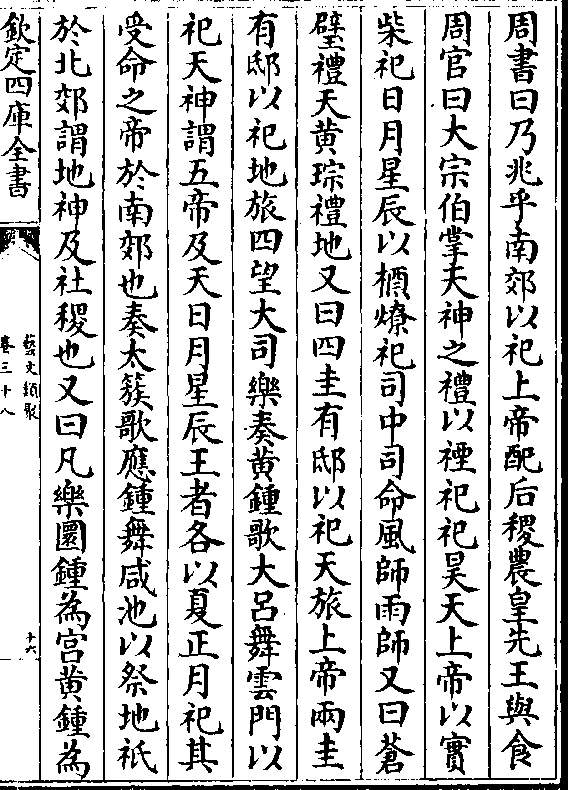 周書曰乃兆乎南郊以祀上帝配后稷農皇先王與食
周官曰大宗伯掌天神之禮以禋祀祀昊天上帝以實
柴祀日月星辰以槱燎祀司中司命風師雨師又曰蒼
璧禮天黄琮禮地又曰四圭有邸以祀天旅上帝兩圭
有邸以祀地旅四望大司樂奏黄鍾歌大吕舞雲門以
祀天神謂五帝及天日月星辰王者各以夏正月祀其
受命之帝於南郊也奏太簇歌應鍾舞咸池以祭地祇
於北郊謂地神及社稷也又曰凡樂圜鍾為宫黄鍾為
欽定四庫全書
藝文類聚
卷三十八
十六